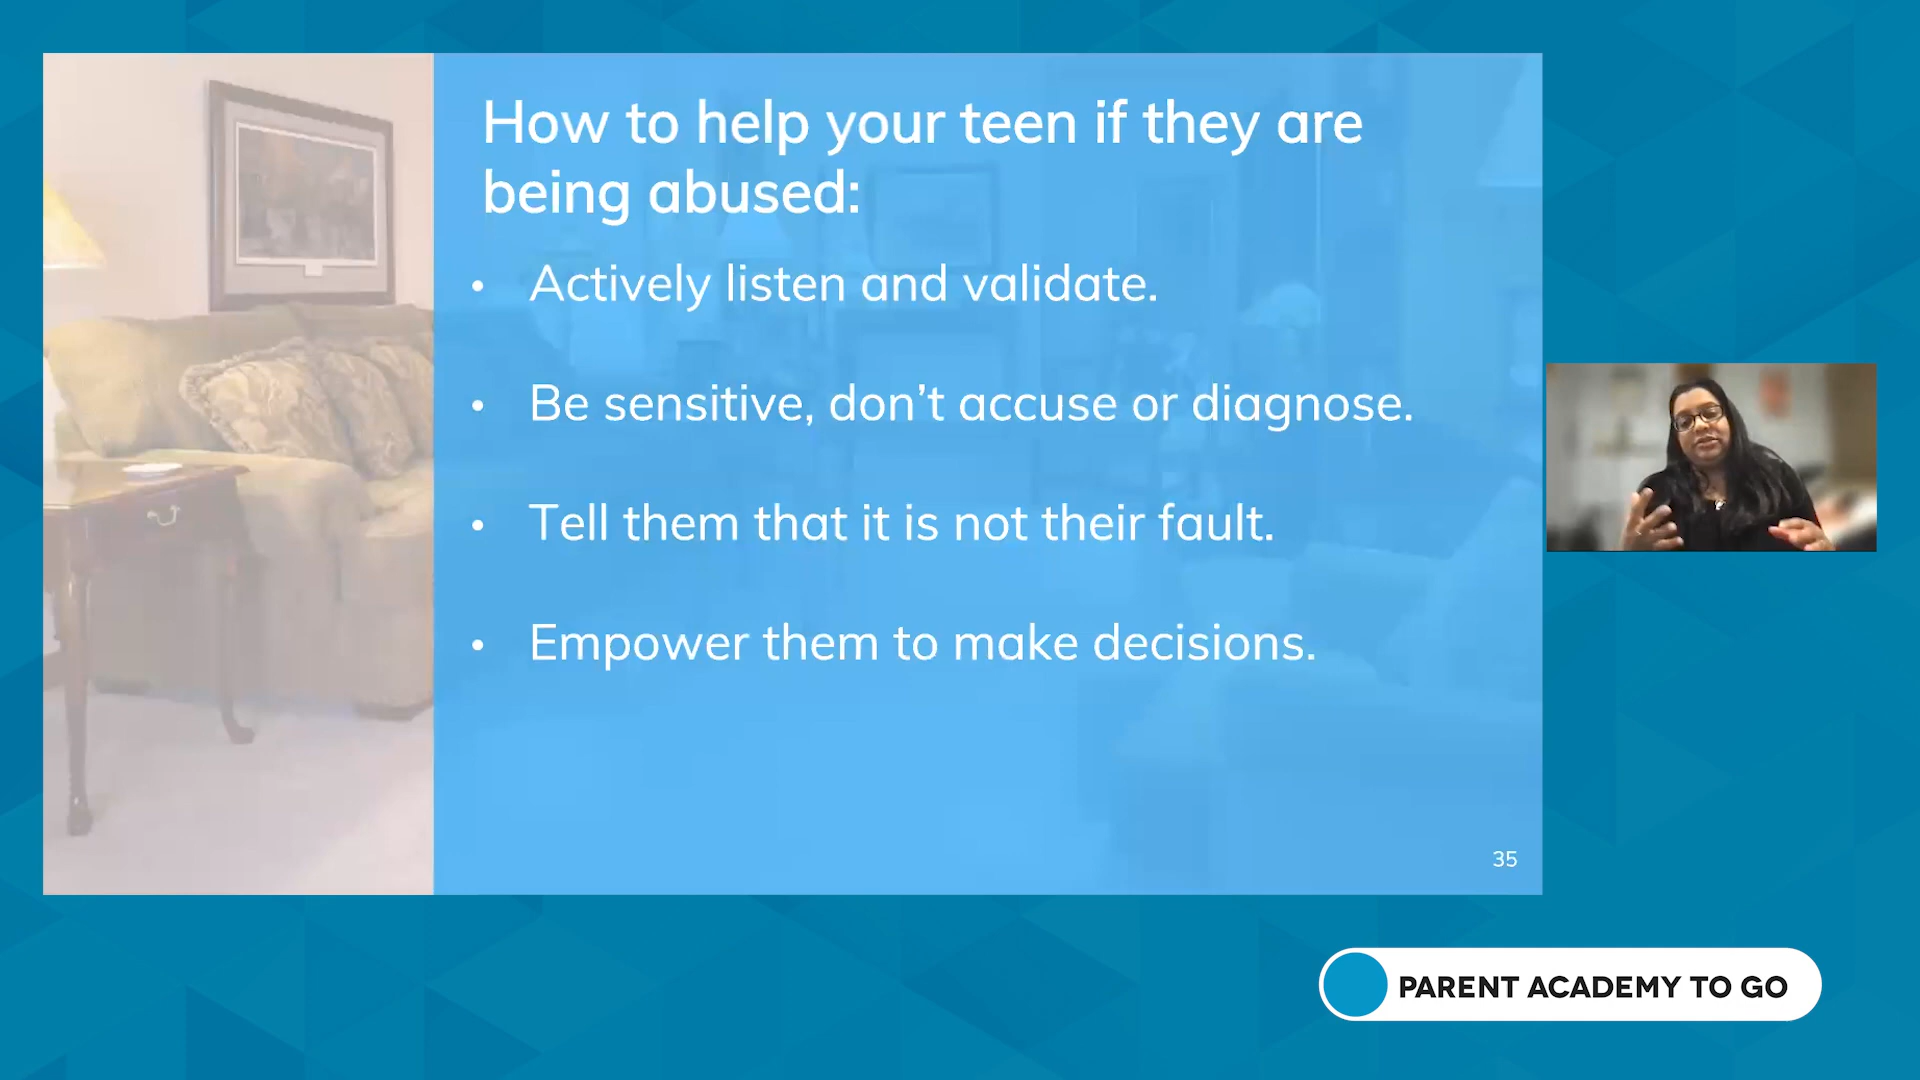 How to help your teen if they are
being abused:
• Actively listen and validate.
• Be sensitive, don’t accuse or diagnose.
• Tell them that it is not their fault.
• Empower them to make decisions.
35
PARENT ACADEMY TO GO